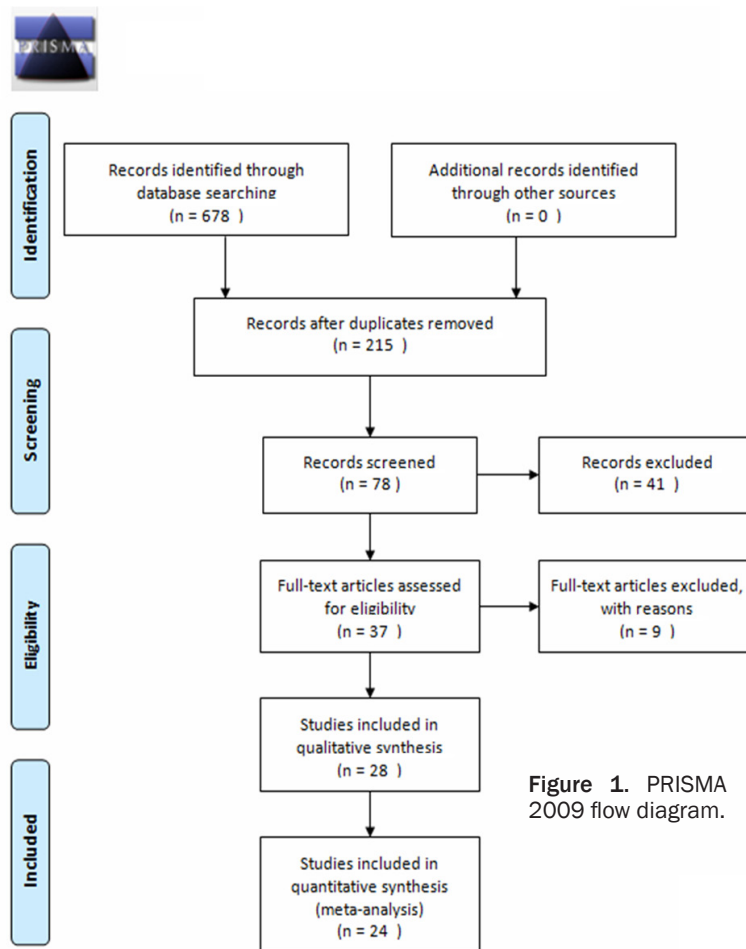 PRISMA
Identification
Records identified through
database searching
(n = 678 )
Additional records identified
through other sources
(n = 0 )
Records after duplicates removed
(n = 215 )
Screening
Records screened
(n = 78 )
Records excluded
(n = 41 )
Eligibility
Full-text articles assessed
for eligibility
(n = 37 )
Full-text articles excluded,
with reasons
(n = 9 )
Studies included in
qualitative synthesis
(n = 28 )
Included
Studies included in
quantitative synthesis
(meta-analysis)
(n = 24 )
Figure 1. PRISMA
2009 flow diagram.